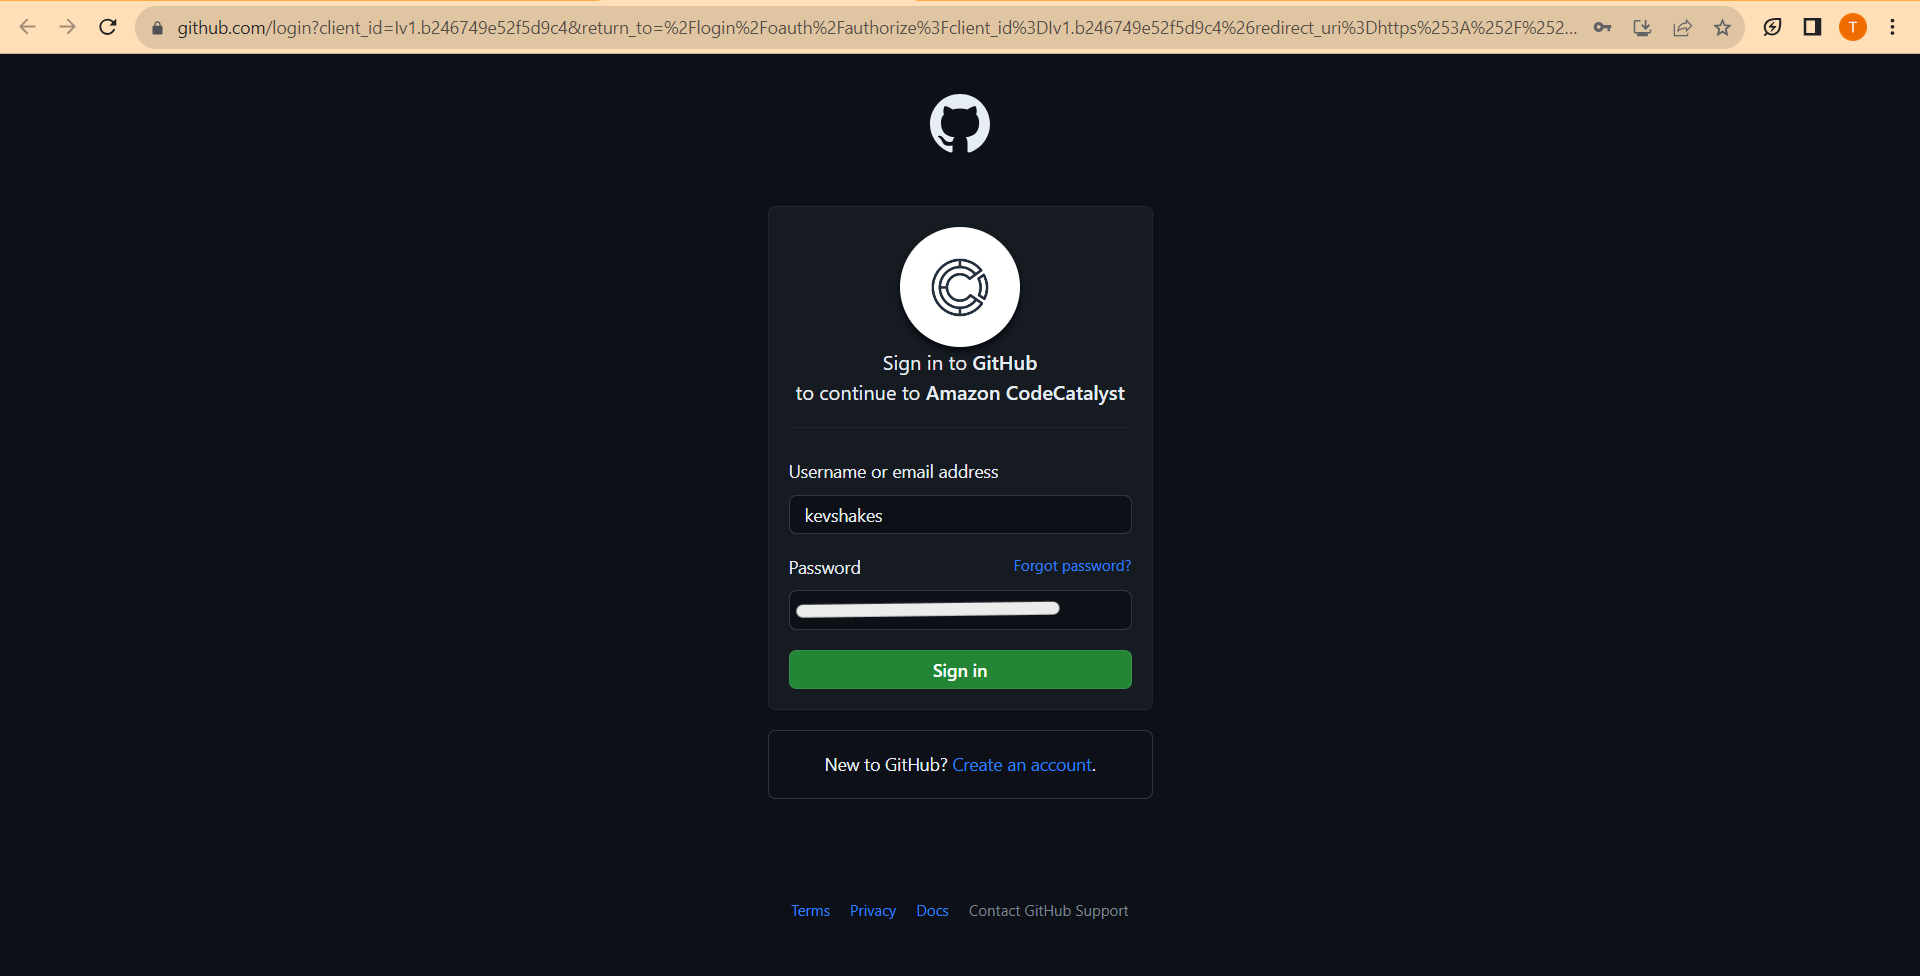 github.com/login?client_id=Iv1.b246749e52f5d9c4&return_to=%2Flogin%2Foauth%2Fauthorize%3Fclient_id%3DIv1.b246749e52f5d9c4%26redirect_uri%3Dhttps%253A%252F%252...
T
Sign in to GitHub
to continue to Amazon CodeCatalyst
Username or email address
kevshakes
Password Forgot password?
Sign in
New to GitHub? Create an account.
Terms Privacy Docs Contact GitHub Support